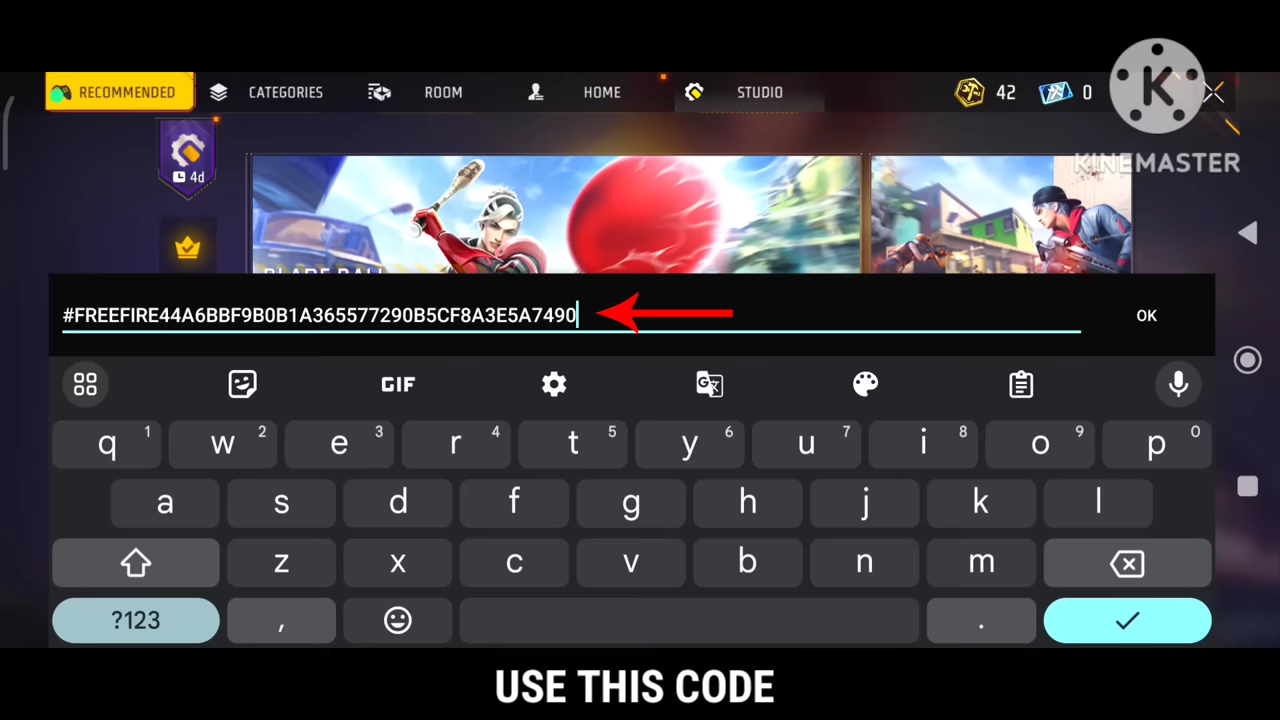 RECOMMENDED
CATEGORIES
ROOM
HOME
STUDIO
42
0
K
KINEMASTER
4d
#FREEFIRE44A6BBF9B0B1A365577290B5CF8A3E5A7490
OK
GIF
q 1 w 2 e 3 r 4 t 5 y 6 u 7 i 8 o 9 p 0
a s d f g h j k l
z x c v b n m
?123 , .
USE THIS CODE